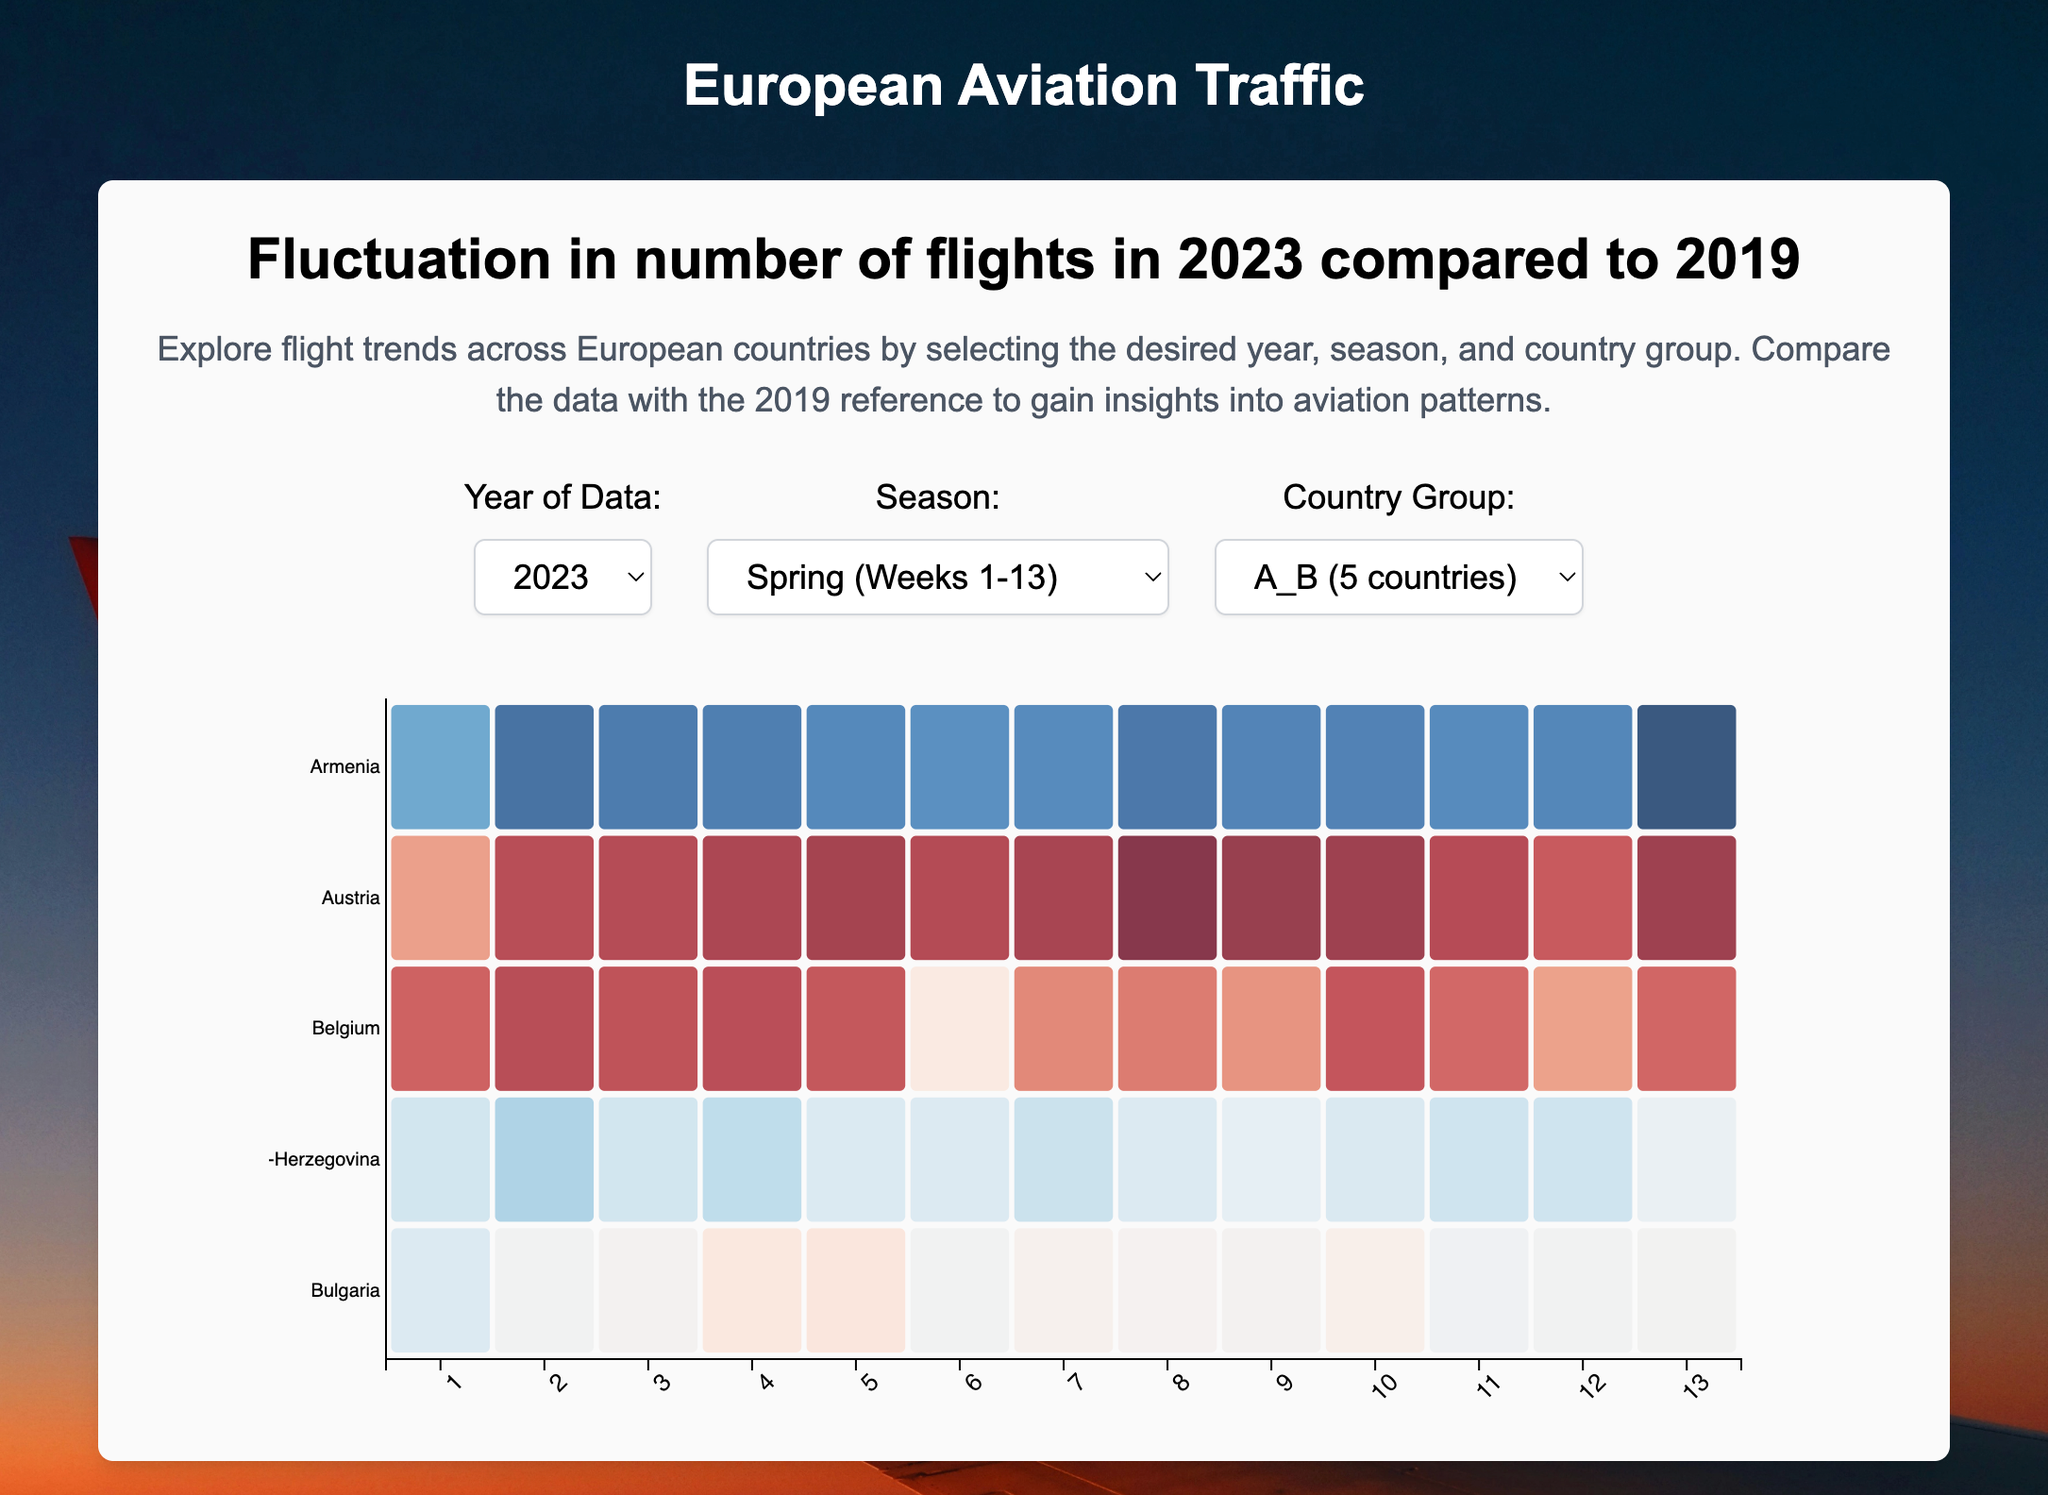 European Aviation Traffic
Fluctuation in number of flights in 2023 compared to 2019
Explore flight trends across European countries by selecting the desired year, season, and country group. Compare
the data with the 2019 reference to gain insights into aviation patterns.
Year of Data:
Season:
Country Group:
2023
Spring (Weeks 1-13)
A_B (5 countries)
Armenia
Austria
Belgium
-Herzegovina
Bulgaria
1 2 3 4 5 6 7 8 9 10 11 12 13